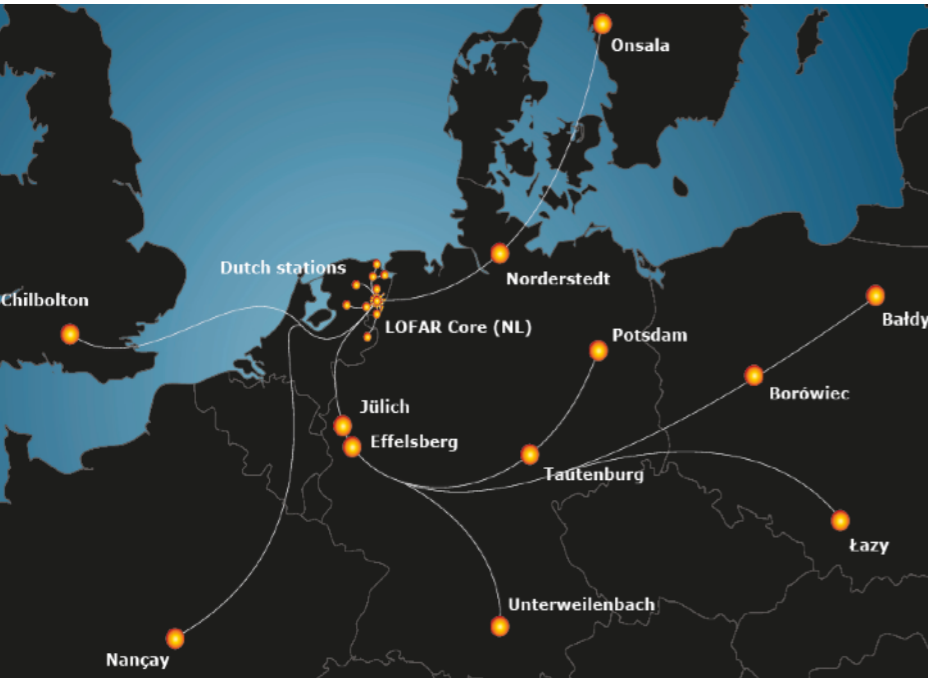 Onsala
Dutch stations
Norderstedt
Chilbolton
Bałdy
LOFAR Core (NL)
Potsdam
Borówiec
Jülich
Effelsberg
Tautenburg
Łazy
Unterweilenbach
Nançay